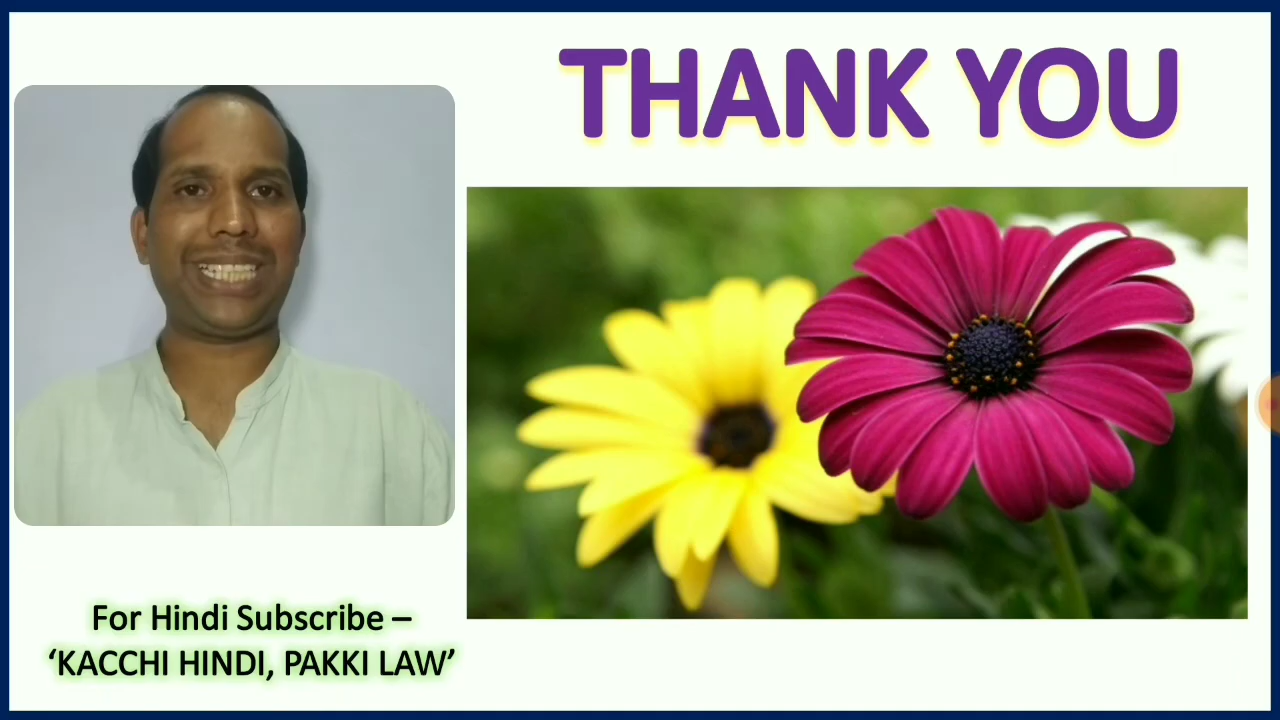 THANK YOU
For Hindi Subscribe –
‘KACCHI HINDI, PAKKI LAW’